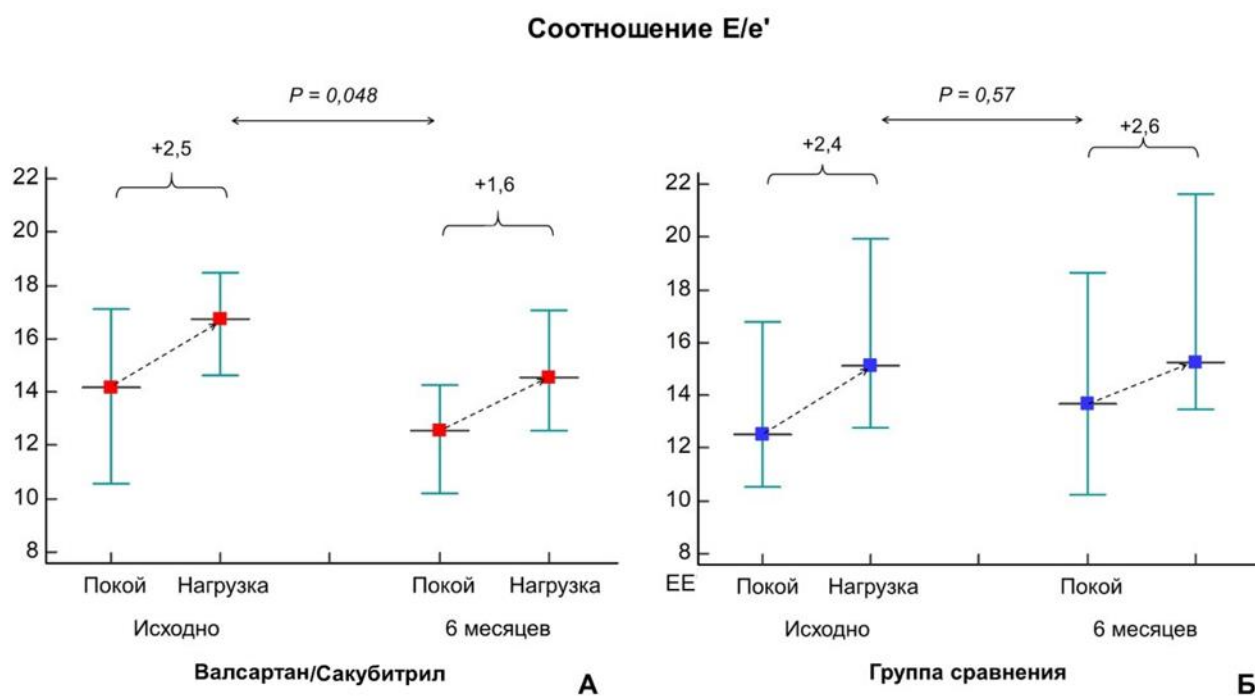 Соотношение E/e'
P = 0,048
P = 0,57
+2,5
+1,6
+2,4
+2,6
22
20
18
16
14
12
10
8
Покой Нагрузка Покой Нагрузка
Исходно 6 месяцев
Валсартан/Сакубитрил А
22
20
18
16
14
12
10
8
ЕЕ Покой Нагрузка Покой
Исходно 6 месяцев
Группа сравнения Б